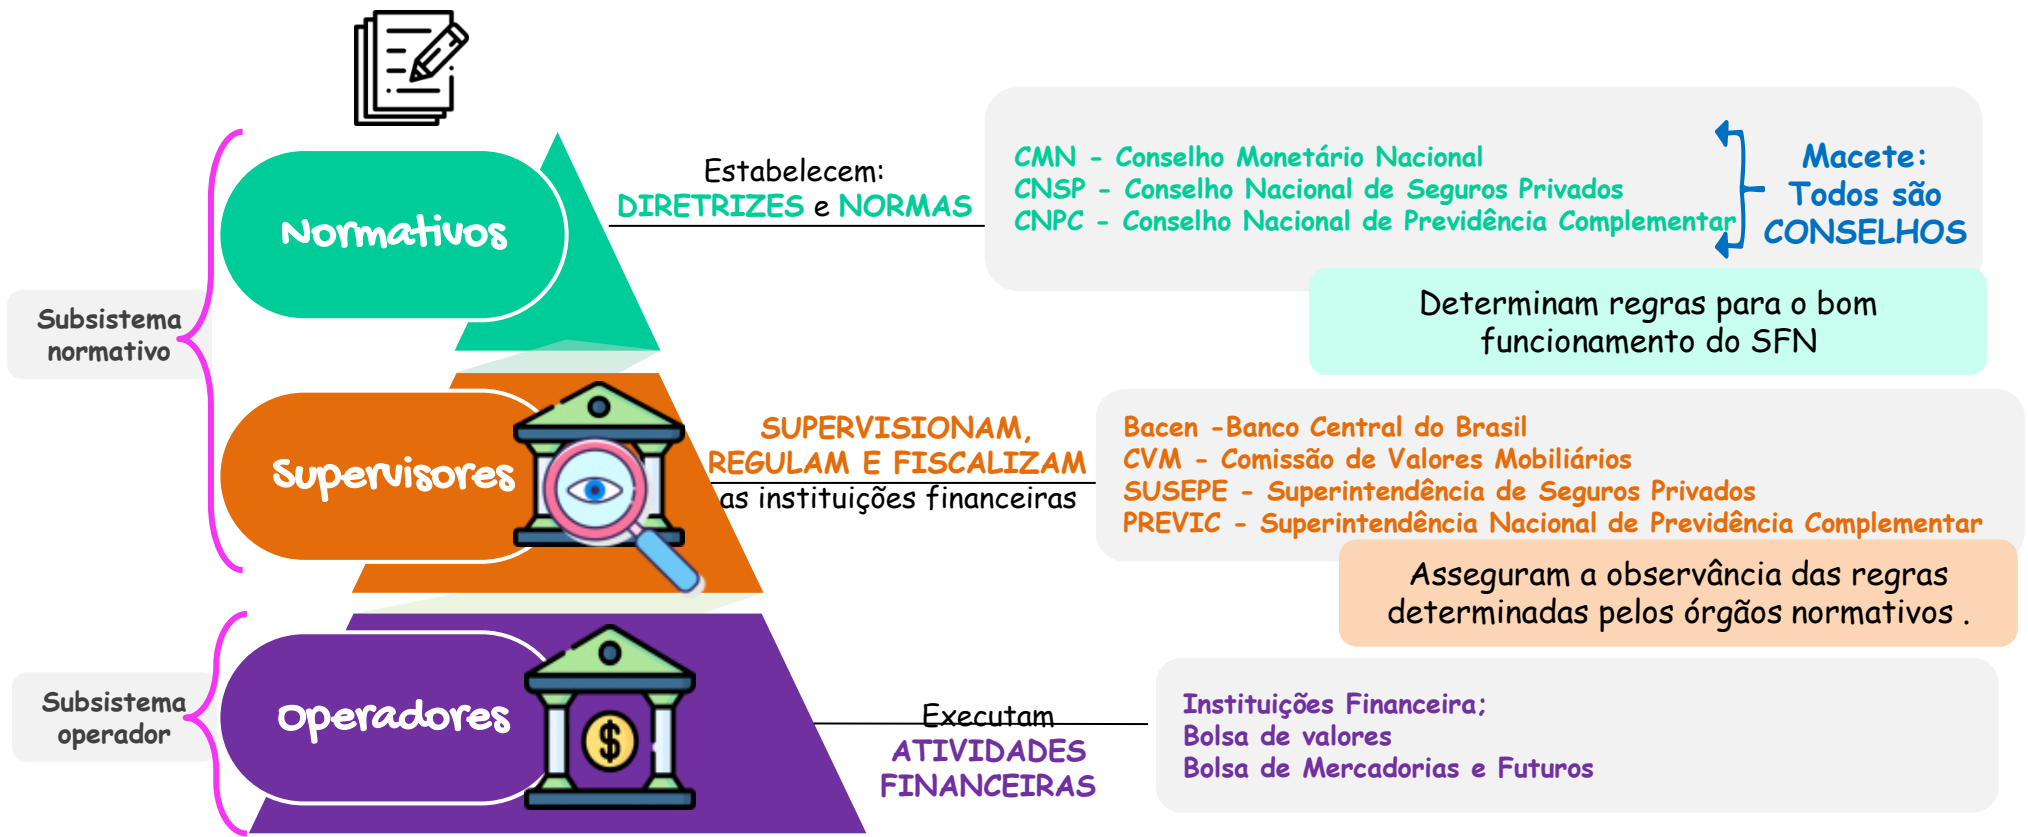 Subsistema
normativo
Normativos
Estabelecem:
DIRETRIZES e NORMAS
CMN - Conselho Monetário Nacional
CNSP - Conselho Nacional de Seguros Privados
CNPC - Conselho Nacional de Previdência Complementar
Macete:
Todos são
CONSELHOS
Determinam regras para o bom
funcionamento do SFN
Supervisores
SUPERVISIONAM,
REGULAM E FISCALIZAM
as instituições financeiras
Bacen -Banco Central do Brasil
CVM - Comissão de Valores Mobiliários
SUSEPE - Superintendência de Seguros Privados
PREVIC - Superintendência Nacional de Previdência Complementar
Asseguram a observância das regras
determinadas pelos órgãos normativos .
Subsistema
operador
Operadores
$
Executam
ATIVIDADES
FINANCEIRAS
Instituições Financeira;
Bolsa de valores
Bolsa de Mercadorias e Futuros